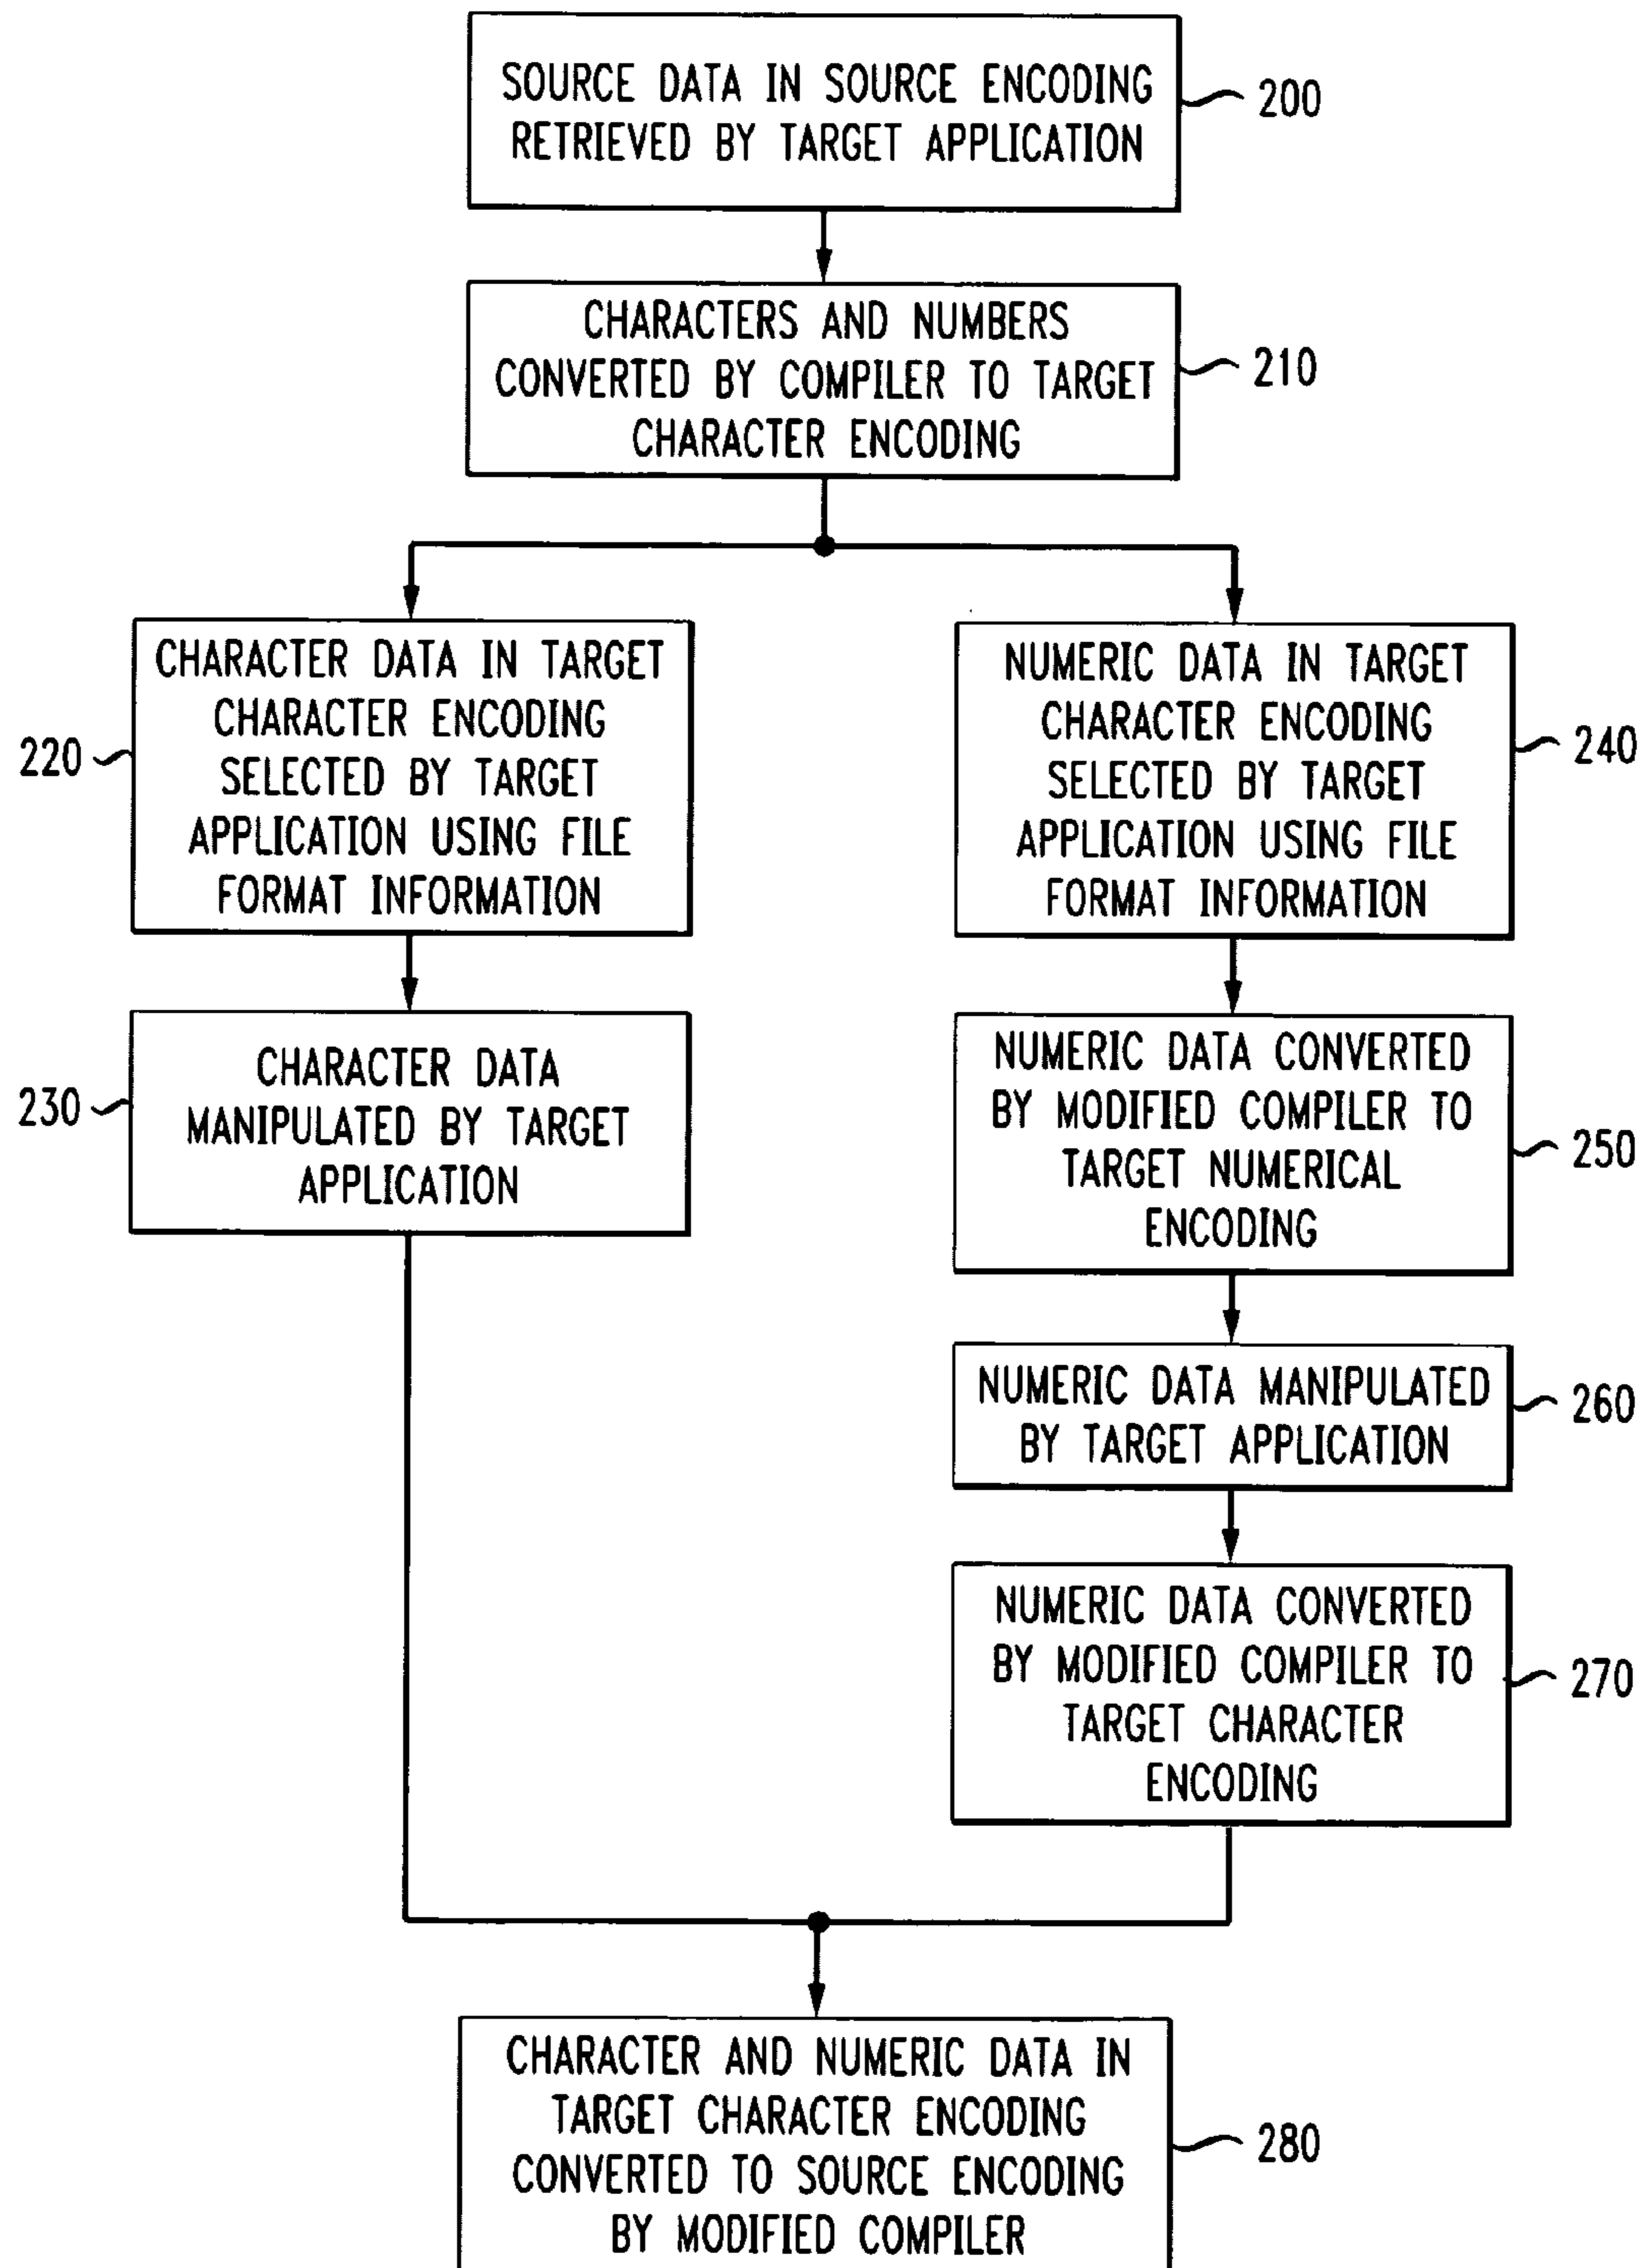 SOURCE DATA IN SOURCE ENCODING
RETRIEVED BY TARGET APPLICATION
200
CHARACTERS AND NUMBERS
CONVERTED BY COMPILER TO TARGET
CHARACTER ENCODING
210
CHARACTER DATA IN TARGET
CHARACTER ENCODING
SELECTED BY TARGET
APPLICATION USING FILE
FORMAT INFORMATION
220
NUMERIC DATA IN TARGET
CHARACTER ENCODING
SELECTED BY TARGET
APPLICATION USING FILE
FORMAT INFORMATION
240
CHARACTER DATA
MANIPULATED BY TARGET
APPLICATION
230
NUMERIC DATA CONVERTED
BY MODIFIED COMPILER TO
TARGET NUMERICAL
ENCODING
250
NUMERIC DATA MANIPULATED
BY TARGET APPLICATION
260
NUMERIC DATA CONVERTED
BY MODIFIED COMPILER TO
TARGET CHARACTER
ENCODING
270
CHARACTER AND NUMERIC DATA IN
TARGET CHARACTER ENCODING
CONVERTED TO SOURCE ENCODING
BY MODIFIED COMPILER
280